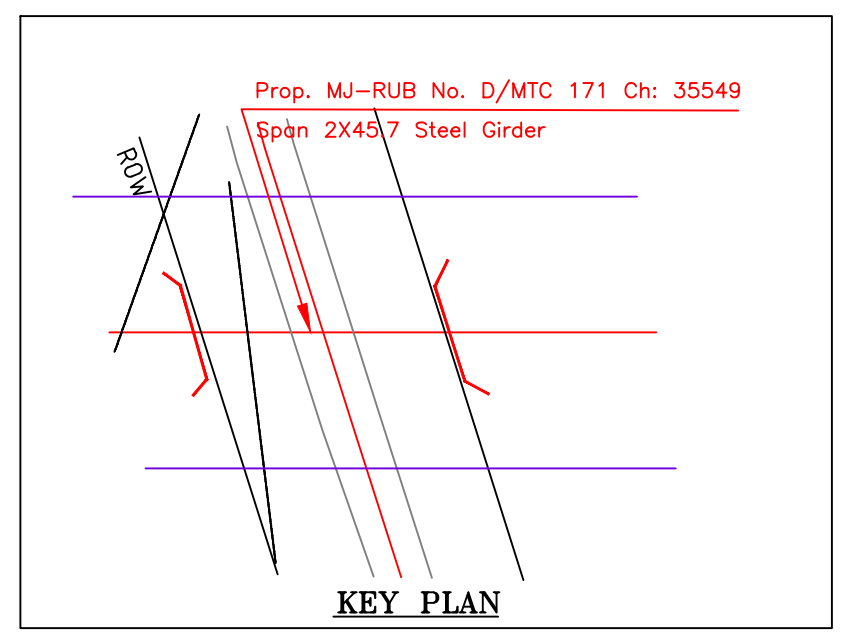 Prop. MJ-RUB No. D/MTC 171 Ch: 35549
Span 2X45.7 Steel Girder
ROW
KEY PLAN